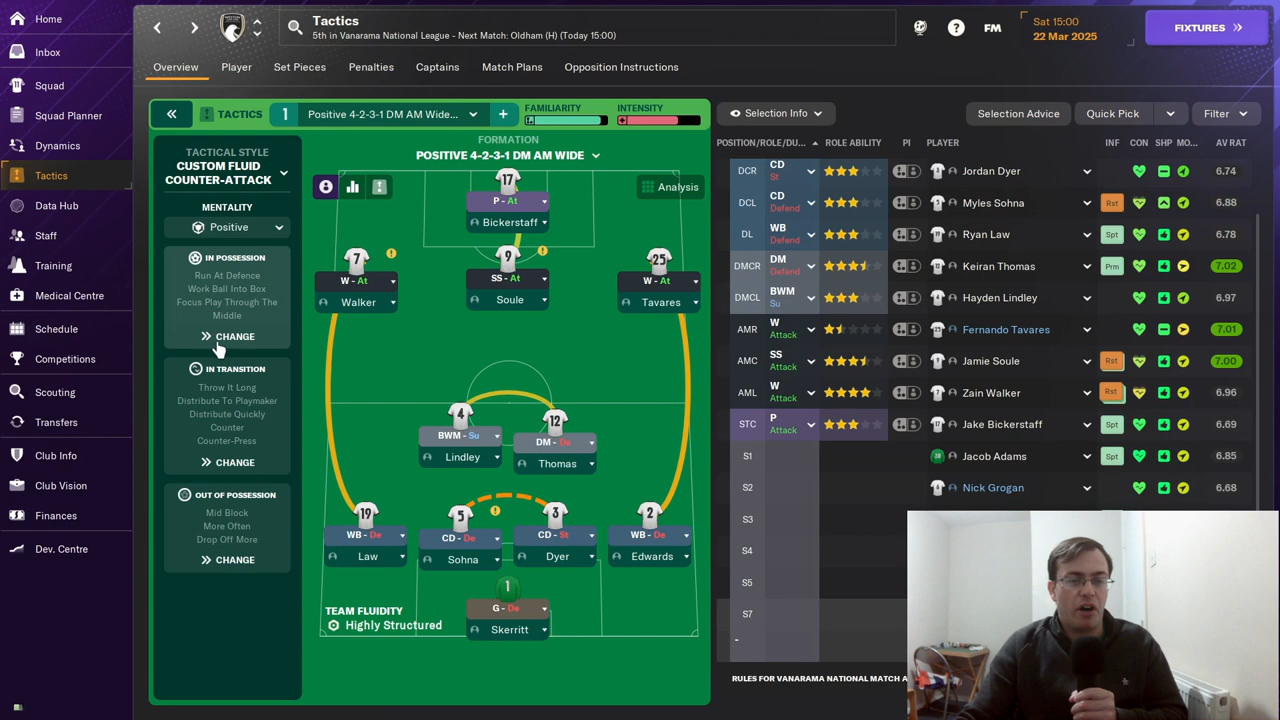 Home
Inbox
Squad
Squad Planner
Dynamics
Tactics
Data Hub
Staff
Training
Medical Centre
Schedule
Competitions
Scouting
Transfers
Club Info
Club Vision
Finances
Dev. Centre
Tactics
5th in Vanarama National League - Next Match: Oldham (H) (Today 15:00)
FM
Sat 15:00
22 Mar 2025
FIXTURES
Overview
Player
Set Pieces
Penalties
Captains
Match Plans
Opposition Instructions
TACTICS
1
Positive 4-2-3-1 DM AM Wide...
FAMILIARITY
INTENSITY
TACTICAL STYLE
CUSTOM FLUID
COUNTER-ATTACK
MENTALITY
Positive
IN POSSESSION
Run At Defence
Work Ball Into Box
Focus Play Through The
Middle
CHANGE
IN TRANSITION
Throw It Long
Distribute To Playmaker
Distribute Quickly
Counter
Counter-Press
CHANGE
OUT OF POSSESSION
Mid Block
More Often
Drop Off More
CHANGE
FORMATION
POSITIVE 4-2-3-1 DM AM WIDE
Analysis
17
P - At
Bickerstaff
7
W - At
Walker
9
SS - At
Soule
25
W - At
Tavares
4
BWM - Su
Lindley
12
DM - De
Thomas
19
WB - De
Law
5
CD - De
Sohna
3
CD - St
Dyer
2
WB - De
Edwards
1
G - De
Skerritt
TEAM FLUIDITY
Highly Structured
Selection Info
Selection Advice
Quick Pick
Filter
POSITION/ROLE/DU... ROLE ABILITY PI PLAYER INF CON SHP MO... AV RAT
DCR CD St Jordan Dyer 6.74
DCL CD Defend Myles Sohna Rst 6.88
DL WB Defend Ryan Law Spt 6.78
DMCR DM Defend Keiran Thomas Prm 7.02
DMCL BWM Su Hayden Lindley 6.97
AMR W Attack Fernando Tavares 7.01
AMC SS Attack Jamie Soule Rst 7.00
AML W Attack Zain Walker Rst 6.96
STC P Attack Jake Bickerstaff Spt 6.69
S1 Jacob Adams Spt 6.85
S2 Nick Grogan 6.68
S3
S4
S5
S7
-
RULES FOR VANARAMA NATIONAL MATCH A